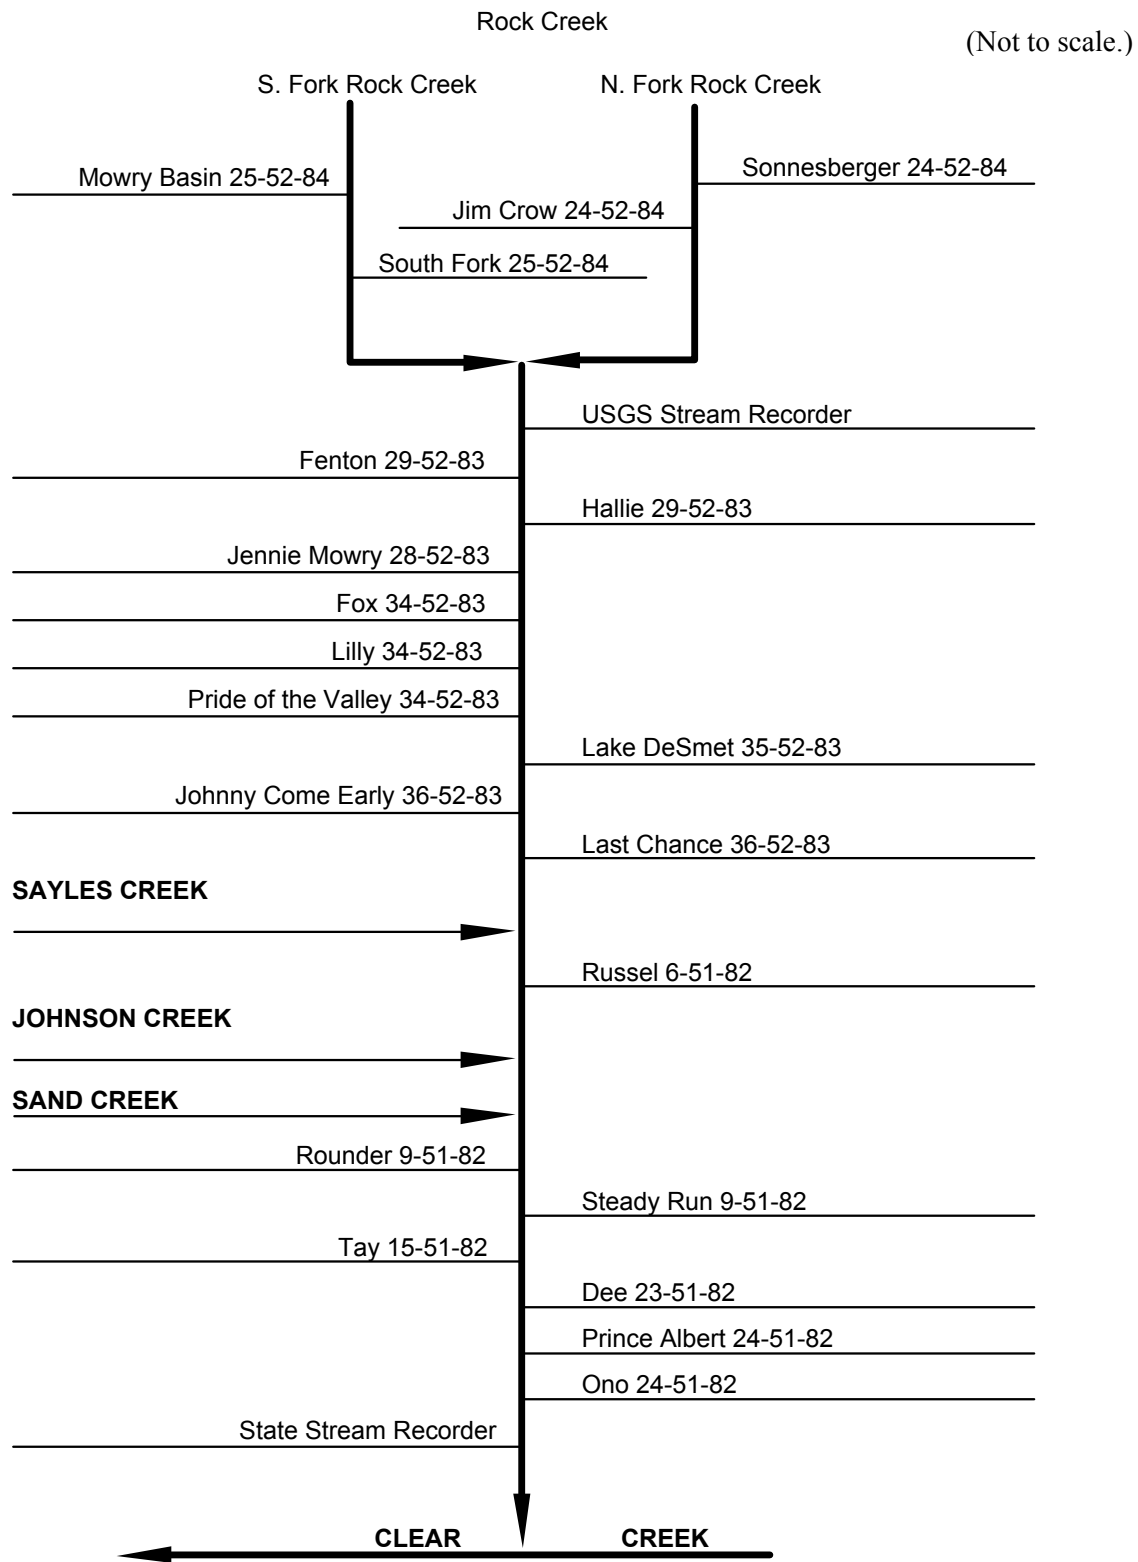 Rock Creek
(Not to scale.)
S. Fork Rock Creek
N. Fork Rock Creek
Sonnesberger 24-52-84
Mowry Basin 25-52-84
Jim Crow 24-52-84
South Fork 25-52-84
USGS Stream Recorder
Fenton 29-52-83
Hallie 29-52-83
Jennie Mowry 28-52-83
Fox 34-52-83
Lilly 34-52-83
Pride of the Valley 34-52-83
Lake DeSmet 35-52-83
Johnny Come Early 36-52-83
Last Chance 36-52-83
SAYLES CREEK
Russel 6-51-82
JOHNSON CREEK
SAND CREEK
Rounder 9-51-82
Steady Run 9-51-82
Tay 15-51-82
Dee 23-51-82
Prince Albert 24-51-82
Ono 24-51-82
State Stream Recorder
CLEAR CREEK